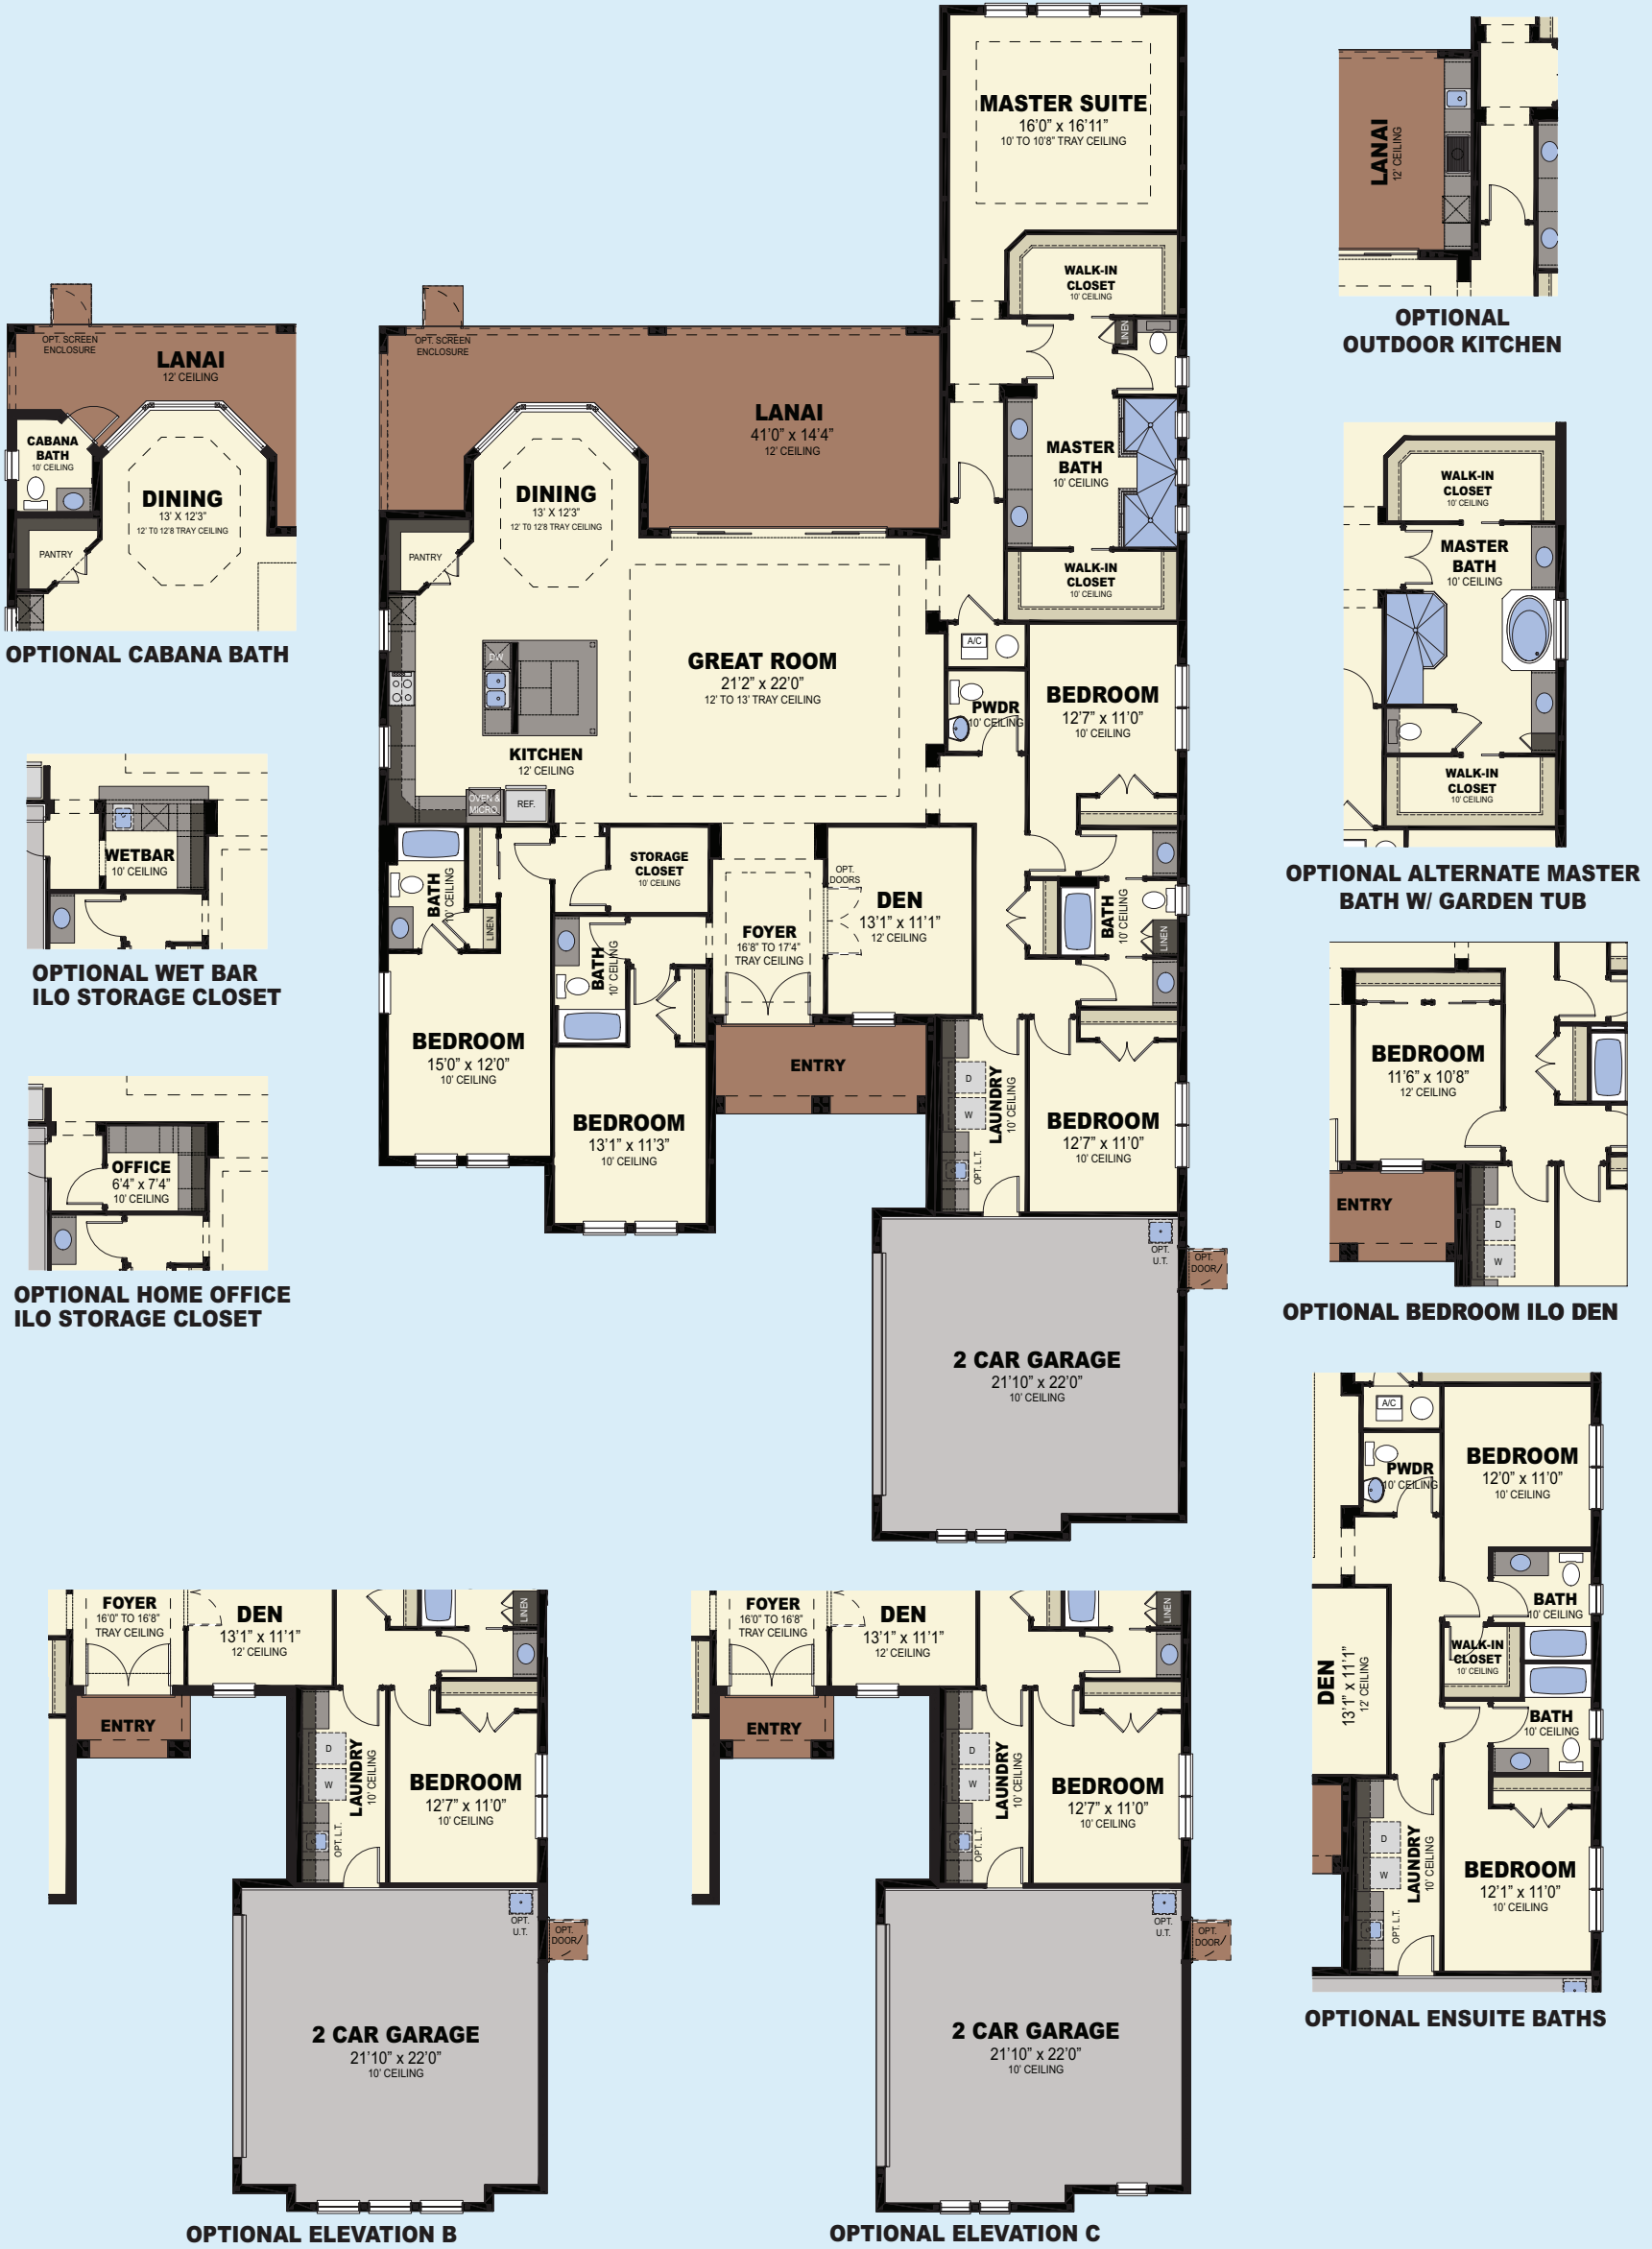 MASTER SUITE
16’0” x 16’11”
10’ TO 10’8” TRAY CEILING
WALK-IN
CLOSET
10’ CEILING
LINEN
OPT. SCREEN
ENCLOSURE
LANAI
41’0” x 14’4”
12’ CEILING
MASTER
BATH
10’ CEILING
DINING
13’ X 12’3”
12’ TO 12’8 TRAY CEILING
PANTRY
WALK-IN
CLOSET
10’ CEILING
A/C
GREAT ROOM
21’2” x 22’0”
12’ TO 13’ TRAY CEILING
DW
KITCHEN
12’ CEILING
OVEN &
MICRO.
REF.
PWDR
10’ CEILING
BEDROOM
12’7” x 11’0”
10’ CEILING
BATH
10’ CEILING
LINEN
STORAGE
CLOSET
10’ CEILING
OPT.
DOORS
DEN
13’1” x 11’1”
12’ CEILING
FOYER
16’8” TO 17’4”
TRAY CEILING
BATH
10’ CEILING
BATH
10’ CEILING
LINEN
BEDROOM
15’0” x 12’0”
10’ CEILING
ENTRY
BEDROOM
13’1” x 11’3”
10’ CEILING
D
W
LAUNDRY
10’ CEILING
OPT. L.T.
BEDROOM
12’7” x 11’0”
10’ CEILING
OPT.
U.T.
OPT.
DOOR
2 CAR GARAGE
21’10” x 22’0”
10’ CEILING
OPT. SCREEN
ENCLOSURE
LANAI
12’ CEILING
CABANA
BATH
10’ CEILING
DINING
13’ X 12’3”
12’ TO 12’8 TRAY CEILING
PANTRY
OPTIONAL CABANA BATH
WETBAR
10’ CEILING
OPTIONAL WET BAR
ILO STORAGE CLOSET
OFFICE
6’4” x 7’4”
10’ CEILING
OPTIONAL HOME OFFICE
ILO STORAGE CLOSET
LANAI
12’ CEILING
OPTIONAL
OUTDOOR KITCHEN
WALK-IN
CLOSET
10’ CEILING
MASTER
BATH
10’ CEILING
WALK-IN
CLOSET
10’ CEILING
OPTIONAL ALTERNATE MASTER
BATH W/ GARDEN TUB
BEDROOM
11’6” x 10’8”
12’ CEILING
ENTRY
D
W
OPTIONAL BEDROOM ILO DEN
A/C
PWDR
10’ CEILING
BEDROOM
12’0” x 11’0”
10’ CEILING
BATH
10’ CEILING
WALK-IN
CLOSET
10’ CEILING
DEN
13’1” x 11’1”
12’ CEILING
BATH
10’ CEILING
D
W
LAUNDRY
10’ CEILING
OPT. L.T.
BEDROOM
12’1” x 11’0”
10’ CEILING
OPTIONAL ENSUITE BATHS
FOYER
16’0” TO 16’8”
TRAY CEILING
DEN
13’1” x 11’1”
12’ CEILING
LINEN
ENTRY
D
W
LAUNDRY
10’ CEILING
OPT. L.T.
BEDROOM
12’7” x 11’0”
10’ CEILING
OPT.
U.T.
OPT.
DOOR
2 CAR GARAGE
21’10” x 22’0”
10’ CEILING
OPTIONAL ELEVATION B
FOYER
16’0” TO 16’8”
TRAY CEILING
DEN
13’1” x 11’1”
12’ CEILING
LINEN
ENTRY
D
W
LAUNDRY
10’ CEILING
OPT. L.T.
BEDROOM
12’7” x 11’0”
10’ CEILING
OPT.
U.T.
OPT.
DOOR
2 CAR GARAGE
21’10” x 22’0”
10’ CEILING
OPTIONAL ELEVATION C